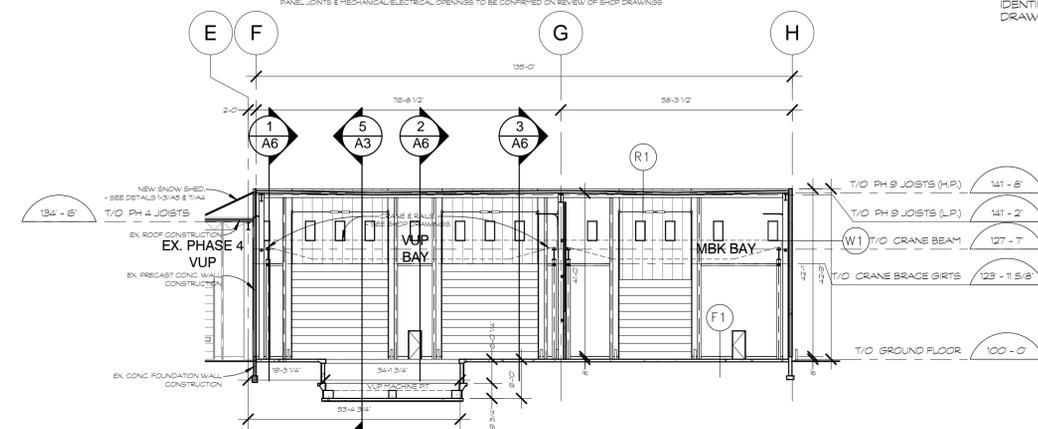 PANEL JOINTS & MECHANICAL/ELECTRICAL OPENINGS TO BE CONFIRMED ON REVIEW OF SHOP DRAWINGS
IDENTI
DRAW
E
F
G
H
135'-0"
2'-0"
76'-8 1/2"
58'-3 1/2"
1
A6
5
A3
2
A6
3
A6
R1
NEW SNOW SHED,
- SEE DETAILS 1-3/A5 & 7/A4
134' - 6"
T/O PH 4 JOISTS
EX. ROOF CONSTRUCTION
EX. PHASE 4
VUP
EX. PRECAST CONC. WALL
CONSTRUCTION
EX. CONC. FOUNDATION WALL
CONSTRUCTION
CRANE & RAILS
- SEE SHOP DRAWINGS
VUP
BAY
MBK BAY
T/O PH 9 JOISTS (H.P.)
141' - 8"
T/O PH 9 JOISTS (L.P.)
141' - 2"
W1
T/O CRANE BEAM
127' - 7"
T/O CRANE BRACE GIRTS
123' - 11 5/8"
F1
T/O GROUND FLOOR
100' - 0"
19'-3 1/4"
34'-1 3/4"
VUP MACHINE PIT
53'-4 3/4"
8"